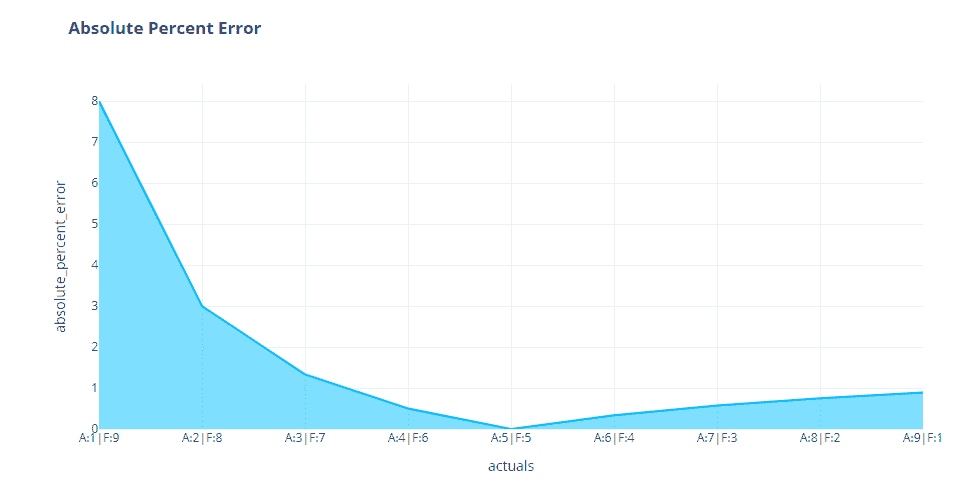 Absolute Percent Error
absolute_percent_error
8
7
6
5
4
3
2
1
0
A:1|F:9 A:2|F:8 A:3|F:7 A:4|F:6 A:5|F:5 A:6|F:4 A:7|F:3 A:8|F:2 A:9|F:1
actuals